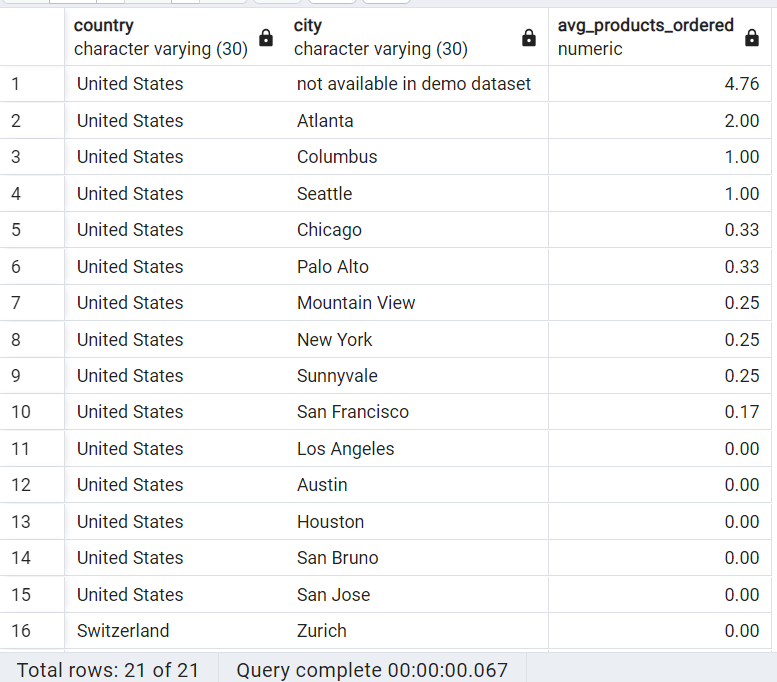 country city avg_products_ordered
character varying (30) character varying (30) numeric
1 United States not available in demo dataset 4.76
2 United States Atlanta 2.00
3 United States Columbus 1.00
4 United States Seattle 1.00
5 United States Chicago 0.33
6 United States Palo Alto 0.33
7 United States Mountain View 0.25
8 United States New York 0.25
9 United States Sunnyvale 0.25
10 United States San Francisco 0.17
11 United States Los Angeles 0.00
12 United States Austin 0.00
13 United States Houston 0.00
14 United States San Bruno 0.00
15 United States San Jose 0.00
16 Switzerland Zurich 0.00
Total rows: 21 of 21 Query complete 00:00:00.067